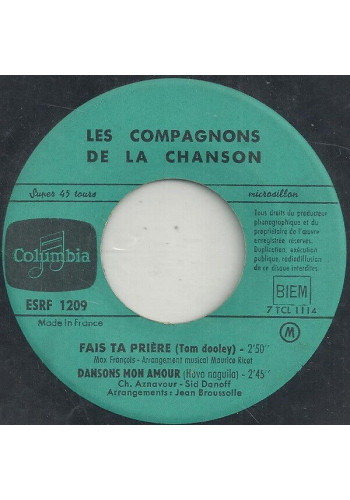 LES COMPAGNONS
DE LA CHANSON
Super 45 tours
microsillon
Columbia
Tous droits du producteur
phonographique et du
propriétaire de l'œuvre
enregistrée réservés.
Duplication, exécution
publique, radiodiffusion
de ce disque interdites.
ESRF 1209
BIEM
Made in France
7 TCL 1114
M
FAIS TA PRIÈRE (Tom dooley) - 2'50"
Max Français - Arrangement musical Maurice Ricet
DANSONS MON AMOUR (Hava naguila) - 2'45"
Ch. Aznavour - Sid Danoff
Arrangements : Jean Broussolle